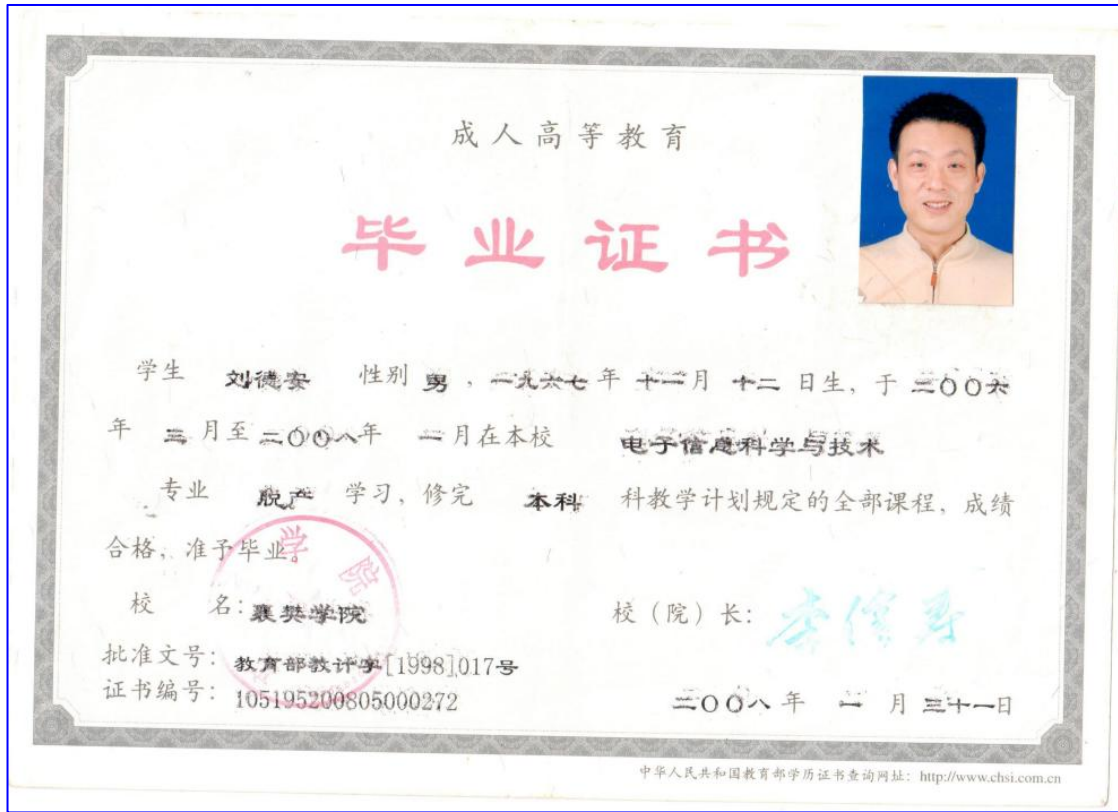 成人高等教育
毕业证书
学生 刘德安 性别 男，一九六七年 十一月 十二 日生，于 二〇〇六
年 三 月至 二〇〇八年 一月在本校 电子信息科学与技术
专业 脱产 学习，修完 本科 科教学计划规定的全部课程，成绩
合格，准予毕业。
校 名：襄樊学院 校（院）长：
批准文号：教育部教计字[1998]017号
证书编号：105195200805000272 二〇〇八年 一 月 三十一日
学院
中华人民共和国教育部学历证书查询网址：http://www.chsi.com.cn